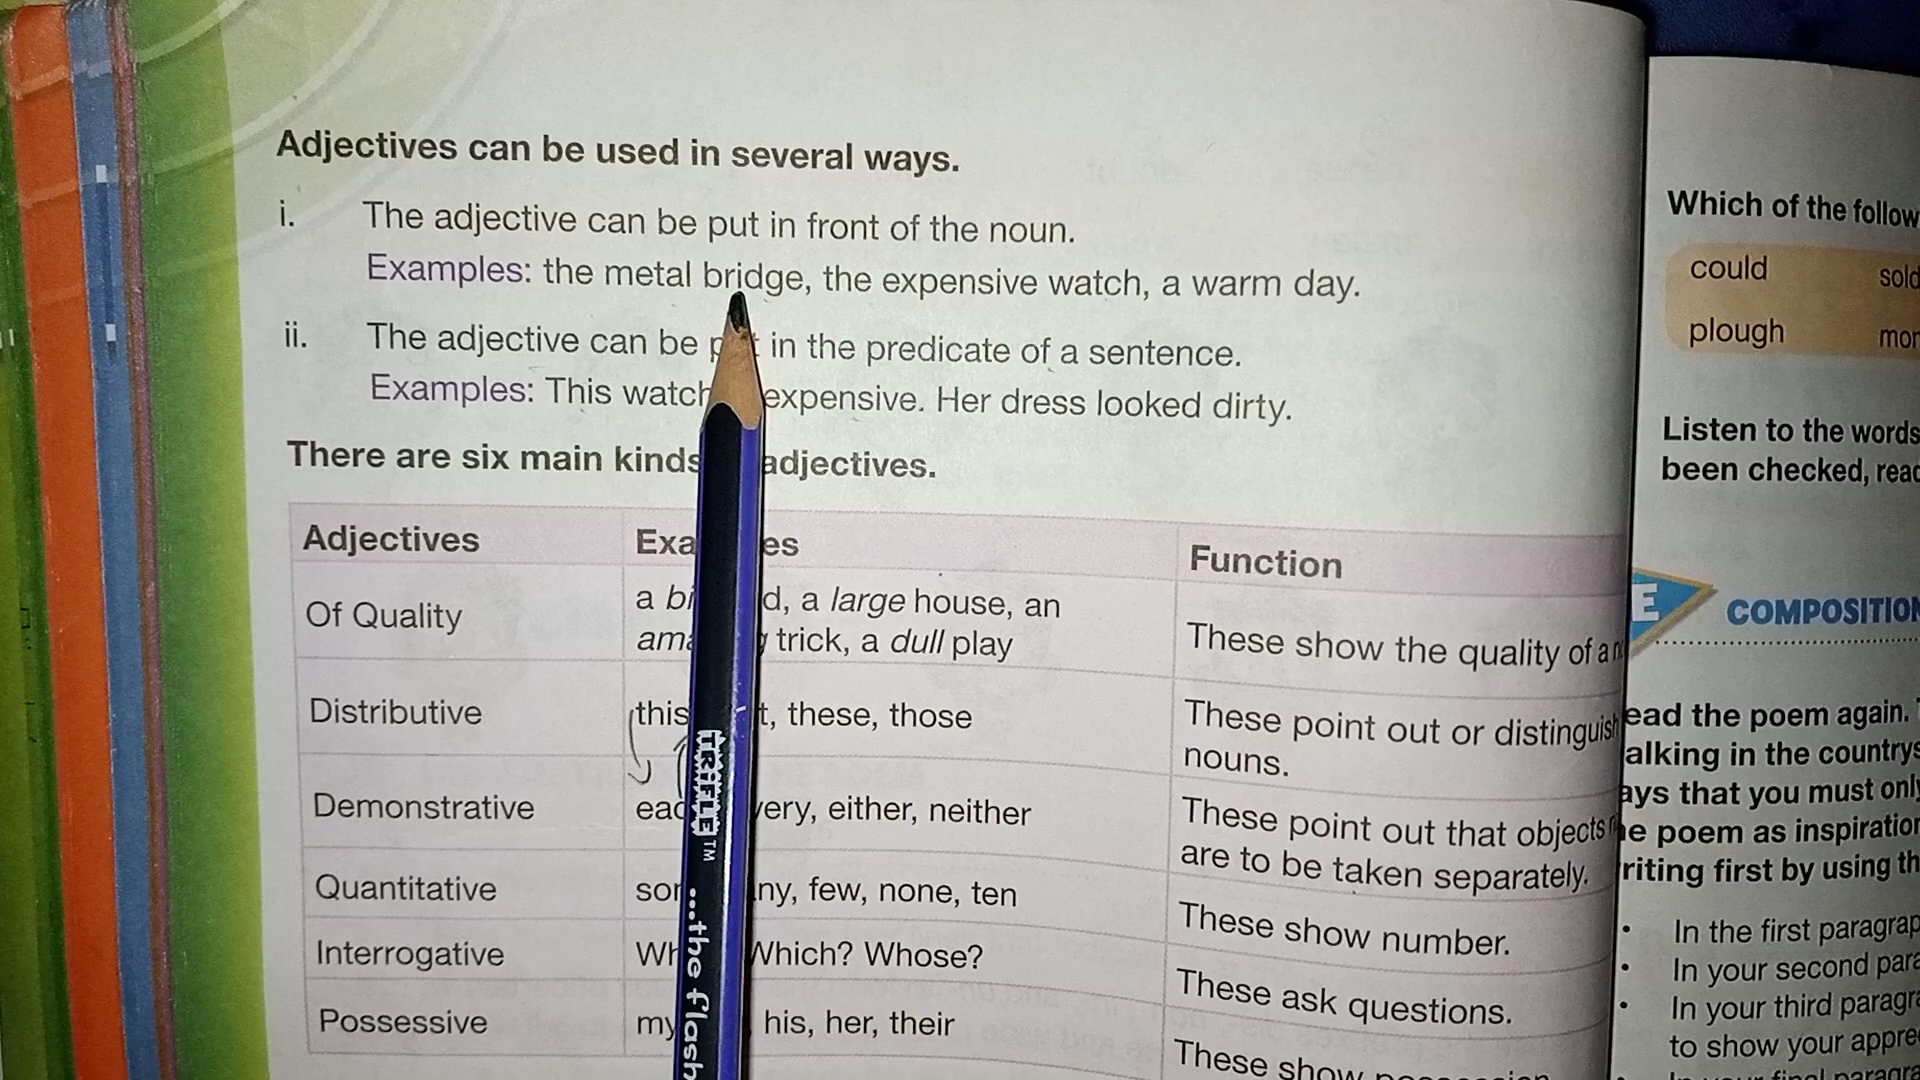 Adjectives can be used in several ways.
i. The adjective can be put in front of the noun.
Examples: the metal bridge, the expensive watch, a warm day.
ii. The adjective can be in the predicate of a sentence.
Examples: This watch expensive. Her dress looked dirty.
There are six main kinds adjectives.
Adjectives
Function
Of Quality
a d, a large house, an
trick, a dull play
These show the quality of a
Distributive
this these, those
These point out or distinguish
nouns.
Demonstrative
either, neither
These point out that objects
are to be taken separately.
Quantitative
few, none, ten
These show number.
Interrogative
Which? Whose?
These ask questions.
Possessive
my his, her, their
These show
TRIFLE™ ...the flash
Which of the follow
could sold
plough
Listen to the words
been checked, read
E COMPOSITION
ead the poem again.
alking in the countrys
ays that you must only
e poem as inspiration
riting first by using th
• In the first paragrap
• In your second para
• In your third paragra
to show your appre